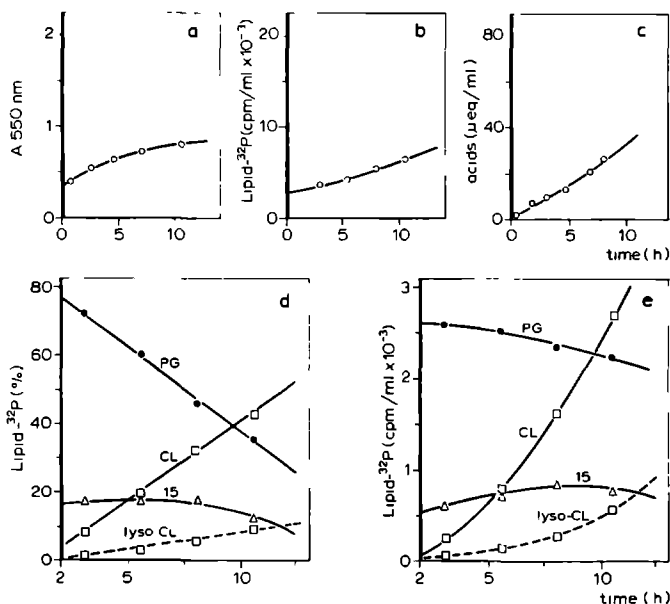 a
b
c
2
1
0
A 550 nm
0 5 10
20
10
0
Lipid-³²P(cpm/ml x10⁻³)
0 5 10
80
40
0
acids (μeq/ml)
0 5 10
time (h)
d
80
60
40
20
0
Lipid-³²P(%)
PG
CL
15
lyso CL
2 5 10
e
3
2
1
0
Lipid-³²P (cpm/ml x10⁻³)
PG
CL
15
lyso-CL
2 5 10
time (h)